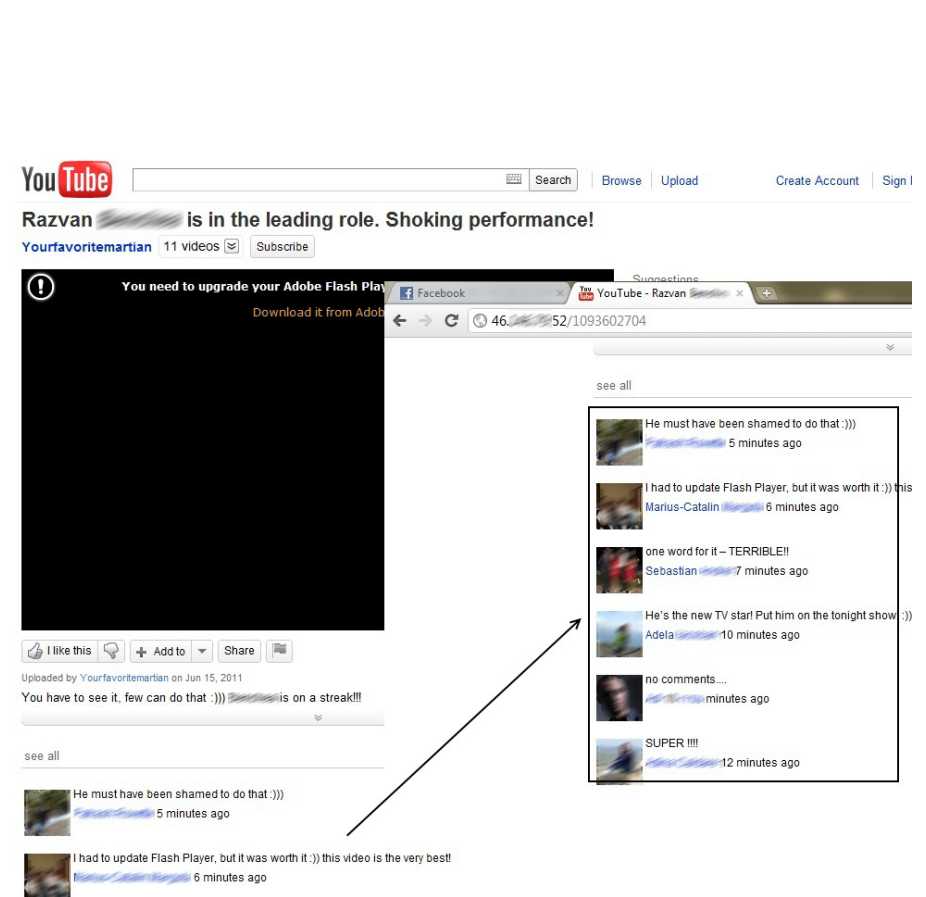 YouTube
Search
Browse
Upload
Create Account
Sign
Razvan is in the leading role. Shoking performance!
Yourfavoritemartian
11 videos
Subscribe
You need to upgrade your Adobe Flash Play
Download it from Adob
Suggestions
Facebook
YouTube - Razvan
46. 52/1093602704
see all
He must have been shamed to do that :)))
5 minutes ago
I had to update Flash Player, but it was worth it :)) this
Marius-Catalin 6 minutes ago
one word for it – TERRIBLE!!
Sebastian 7 minutes ago
He's the new TV star! Put him on the tonight show! :))
Adela 10 minutes ago
no comments....
minutes ago
SUPER !!!!
12 minutes ago
I like this
Add to
Share
Uploaded by Yourfavoritemartian on Jun 15, 2011
You have to see it, few can do that :))) is on a streak!!!
see all
He must have been shamed to do that :)))
5 minutes ago
I had to update Flash Player, but it was worth it :)) this video is the very best!
6 minutes ago